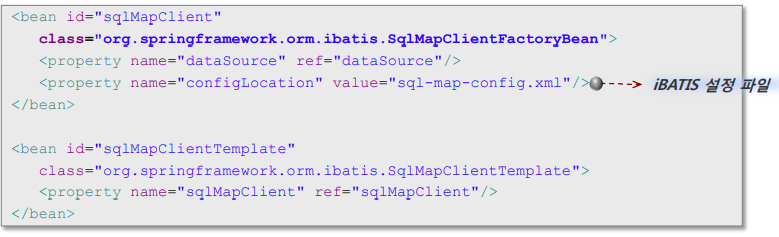 <bean id="sqlMapClient"
class="org.springframework.orm.ibatis.SqlMapClientFactoryBean">
<property name="dataSource" ref="dataSource"/>
<property name="configLocation" value="sql-map-config.xml"/> iBATIS 설정 파일
</bean>
<bean id="sqlMapClientTemplate"
class="org.springframework.orm.ibatis.SqlMapClientTemplate">
<property name="sqlMapClient" ref="sqlMapClient"/>
</bean>